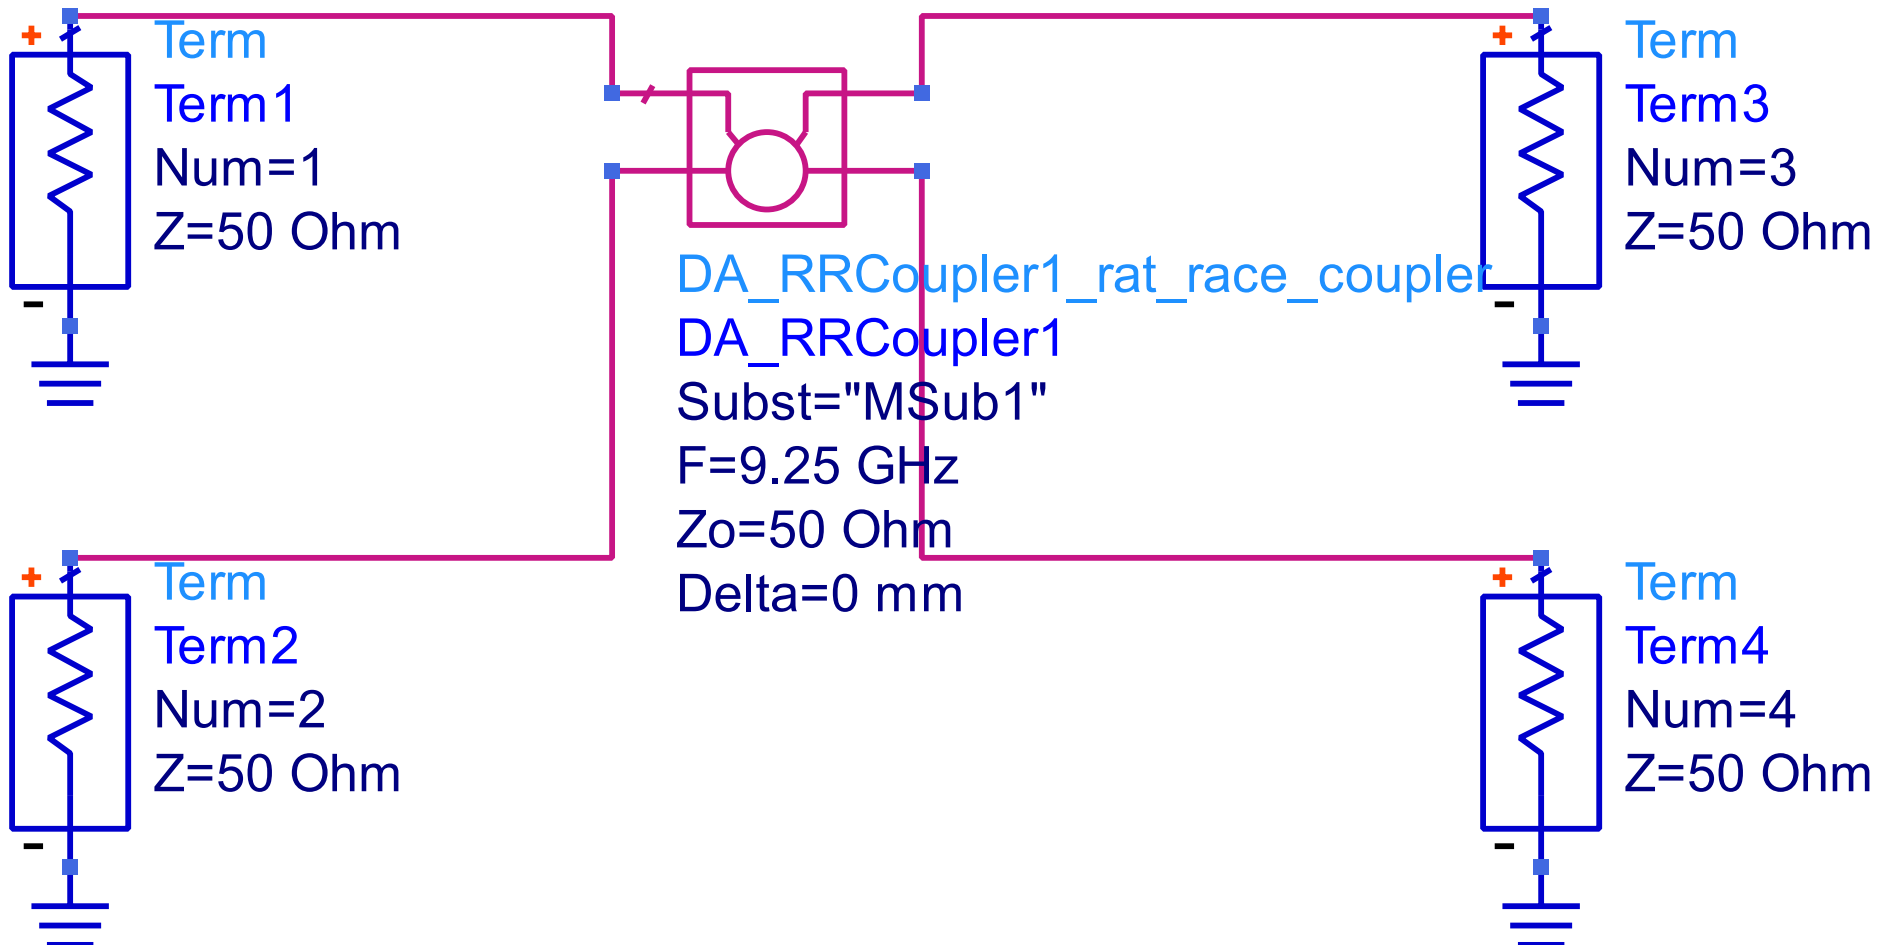 +
Term
Term1
Num=1
Z=50 Ohm
-
+
Term
Term3
Num=3
Z=50 Ohm
-
DA_RRCoupler1_rat_race_coupler
DA_RRCoupler1
Subst="MSub1"
F=9.25 GHz
Zo=50 Ohm
Delta=0 mm
+
Term
Term2
Num=2
Z=50 Ohm
-
+
Term
Term4
Num=4
Z=50 Ohm
-